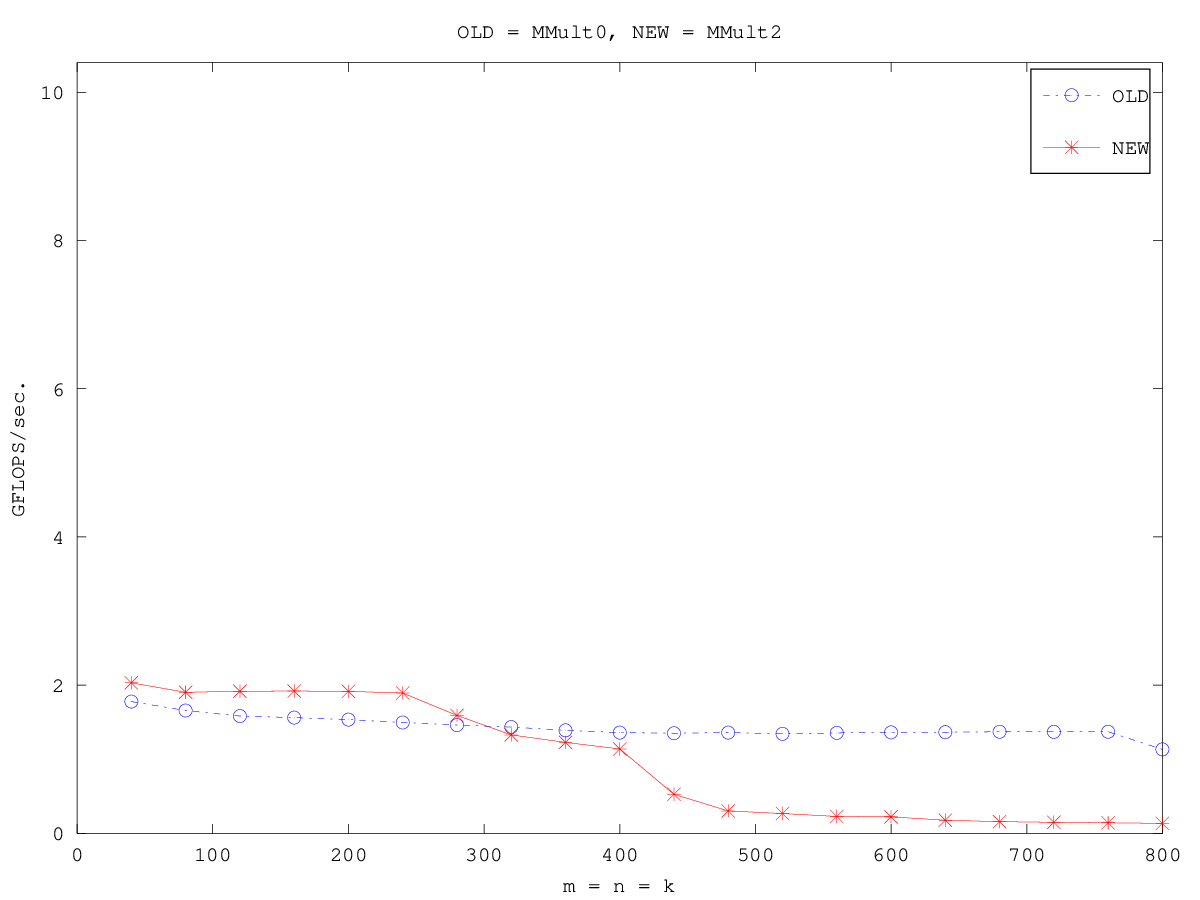 OLD = MMult0, NEW = MMult2
OLD
NEW
10
8
6
4
2
0
GFLOPS/sec.
0 100 200 300 400 500 600 700 800
m = n = k